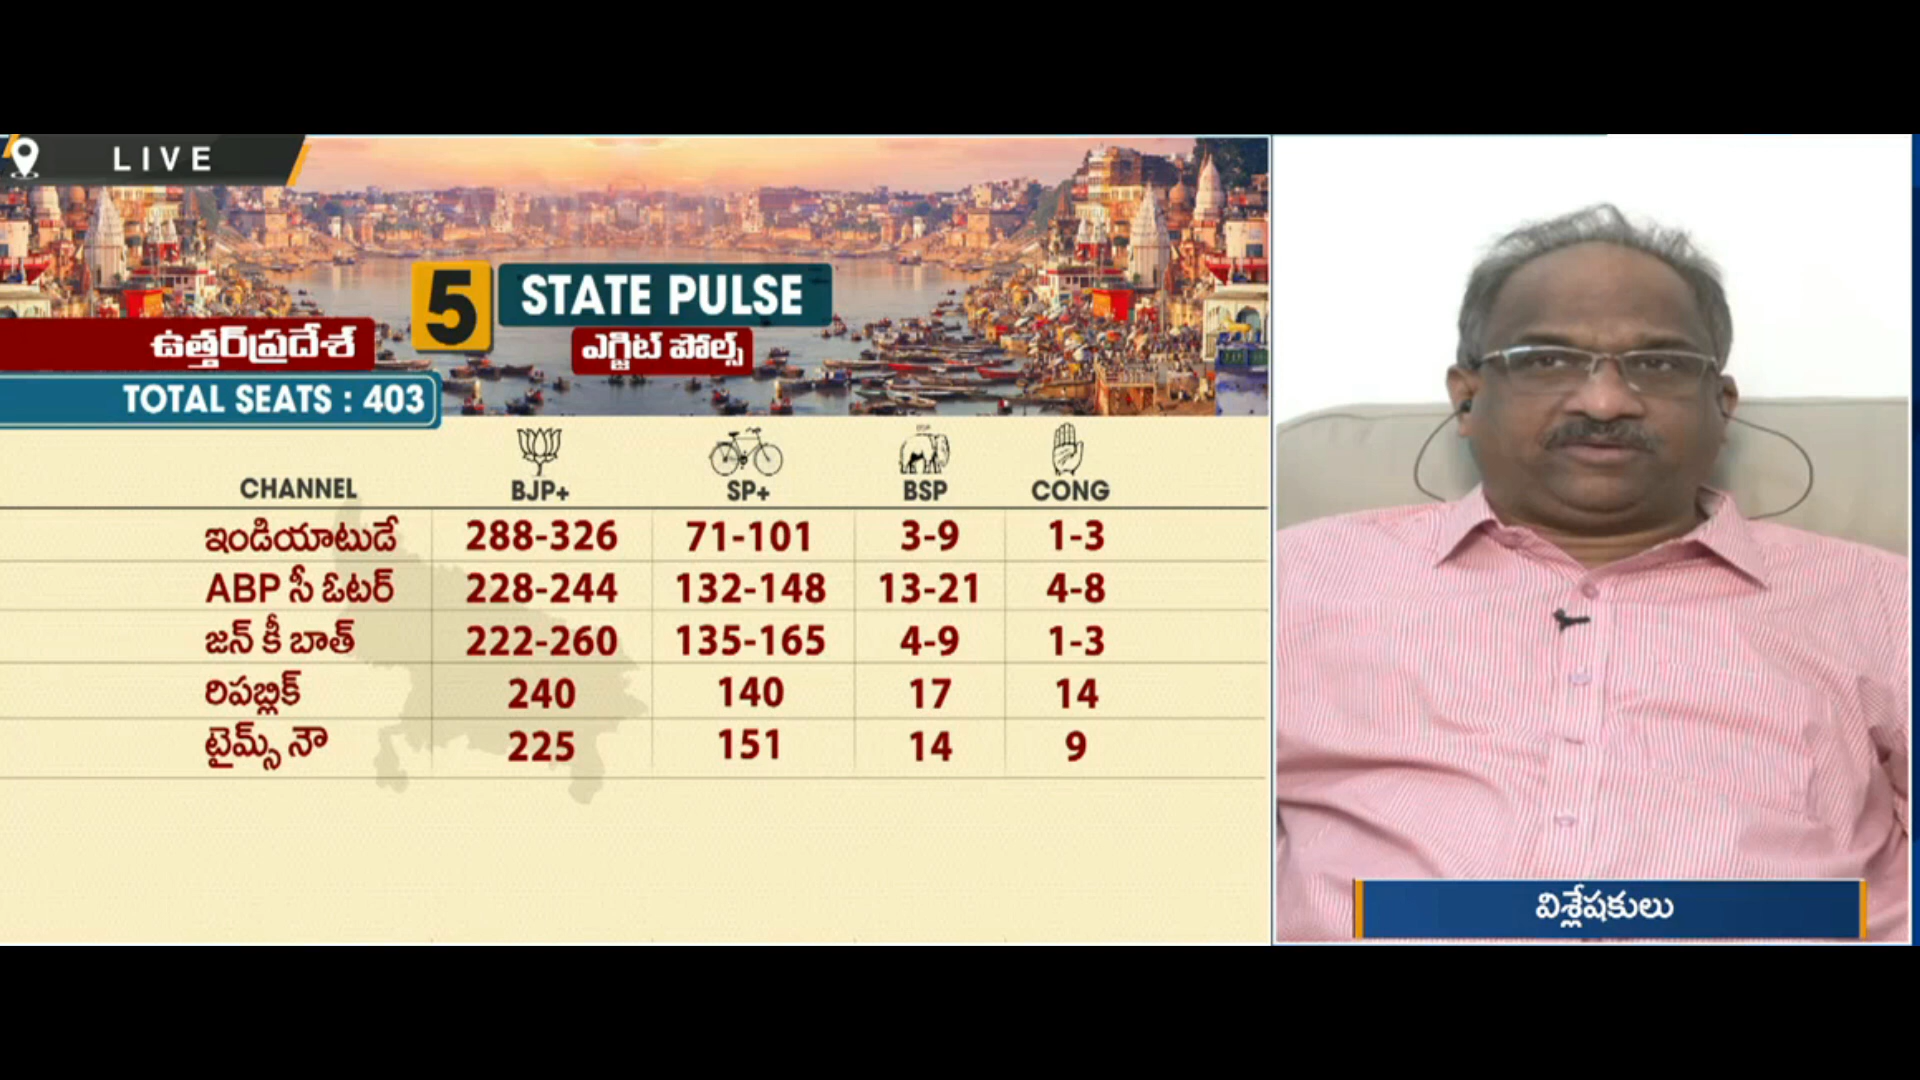 LIVE
5 STATE PULSE
ఉత్తర్‌ప్రదేశ్
ఎగ్జిట్ పోల్స్
TOTAL SEATS : 403
CHANNEL BJP+ SP+ BSP CONG
ఇండియాటుడే 288-326 71-101 3-9 1-3
ABP సీ ఓటర్ 228-244 132-148 13-21 4-8
జన్ కీ బాత్ 222-260 135-165 4-9 1-3
రిపబ్లిక్ 240 140 17 14
టైమ్స్ నౌ 225 151 14 9
విశ్లేషకులు